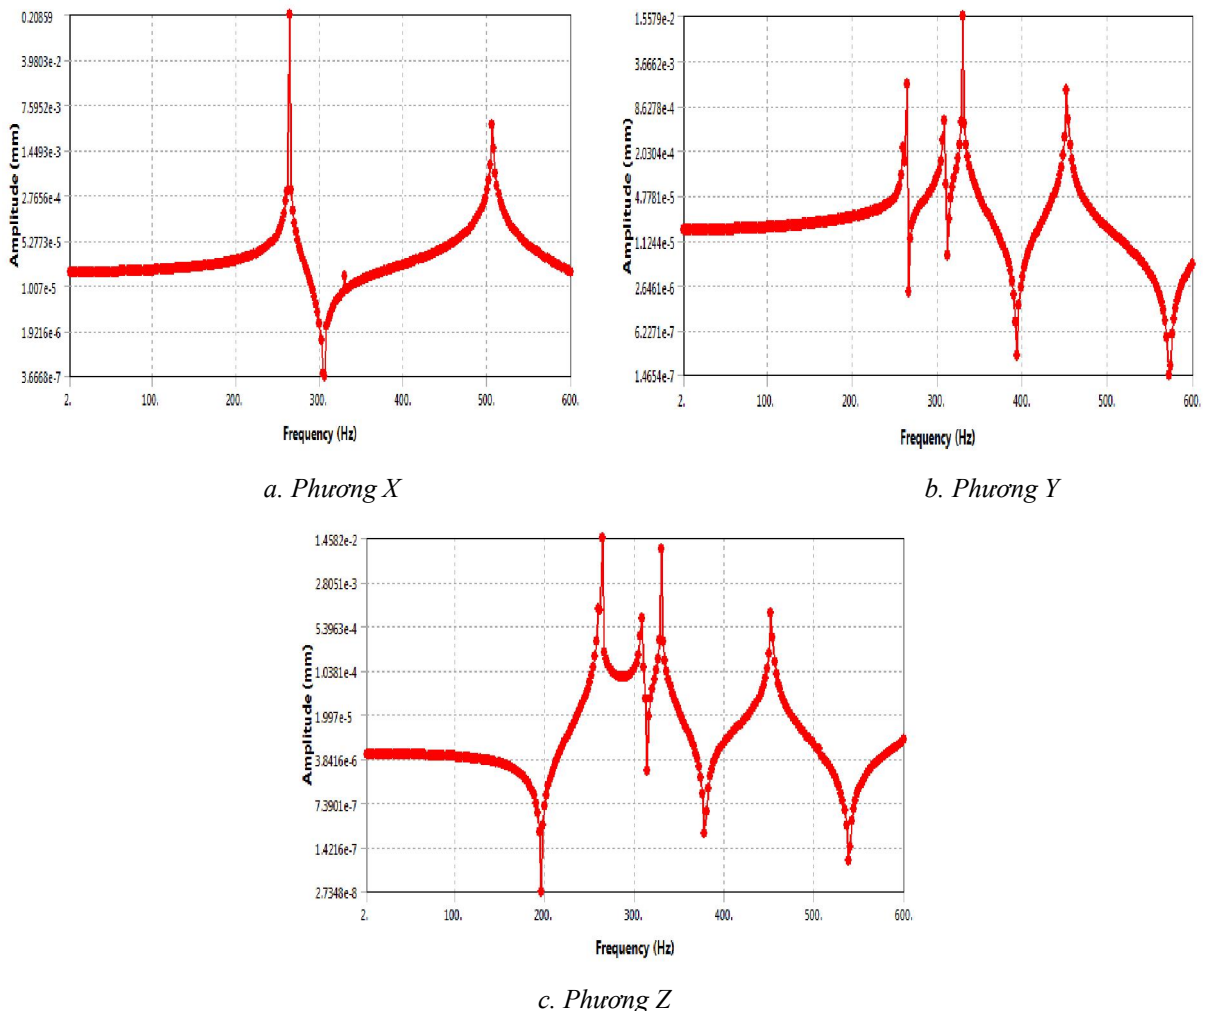 0.20859
3.9803e-2
7.5952e-3
1.4493e-3
2.7656e-4
5.2773e-5
1.007e-5
1.9216e-6
3.6668e-7
Amplitude (mm)
2. 100. 200. 300. 400. 500. 600.
Frequency (Hz)
a. Phương X
1.5579e-2
3.6662e-3
8.6278e-4
2.0304e-4
4.7781e-5
1.1244e-5
2.6461e-6
6.2271e-7
1.4654e-7
Amplitude (mm)
2. 100. 200. 300. 400. 500. 600.
Frequency (Hz)
b. Phương Y
1.4582e-2
2.8051e-3
5.3963e-4
1.0381e-4
1.997e-5
3.8416e-6
7.3901e-7
1.4216e-7
2.7348e-8
Amplitude (mm)
2. 100. 200. 300. 400. 500. 600.
Frequency (Hz)
c. Phương Z